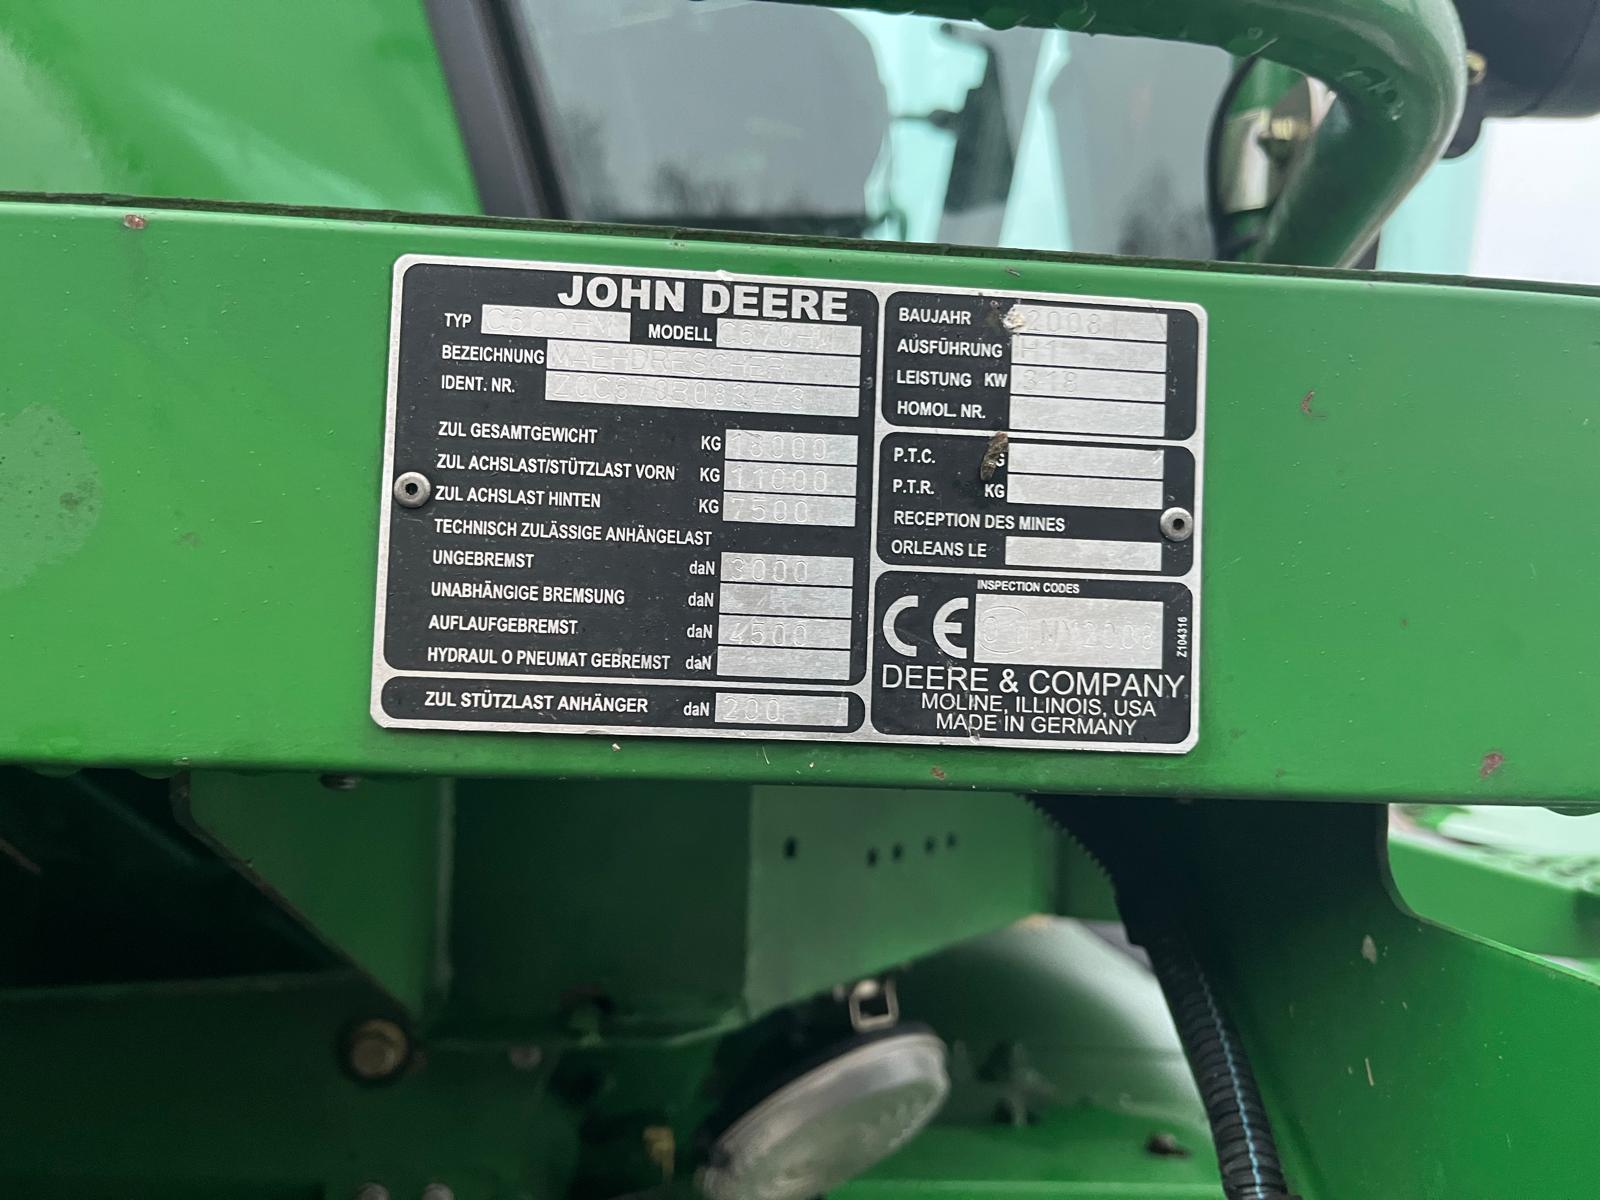 JOHN DEERE
TYP C600HM MODELL C670HM
BEZEICHNUNG MAEHDRESCHER
IDENT. NR.
ZUL GESAMTGEWICHT KG 18000
ZUL ACHSLAST/STÜTZLAST VORN KG 11000
ZUL ACHSLAST HINTEN KG 7500
TECHNISCH ZULÄSSIGE ANHÄNGELAST
UNGEBREMST daN 3000
UNABHÄNGIGE BREMSUNG daN
AUFLAUFGEBREMST daN 4500
HYDRAUL O PNEUMAT GEBREMST daN
ZUL STÜTZLAST ANHÄNGER daN 200
BAUJAHR 2008
AUSFÜHRUNG H1
LEISTUNG KW 318
HOMOL. NR.
P.T.C.
P.T.R. KG
RECEPTION DES MINES
ORLEANS LE
INSPECTION CODES
CE
Z104316
DEERE & COMPANY
MOLINE, ILLINOIS, USA
MADE IN GERMANY